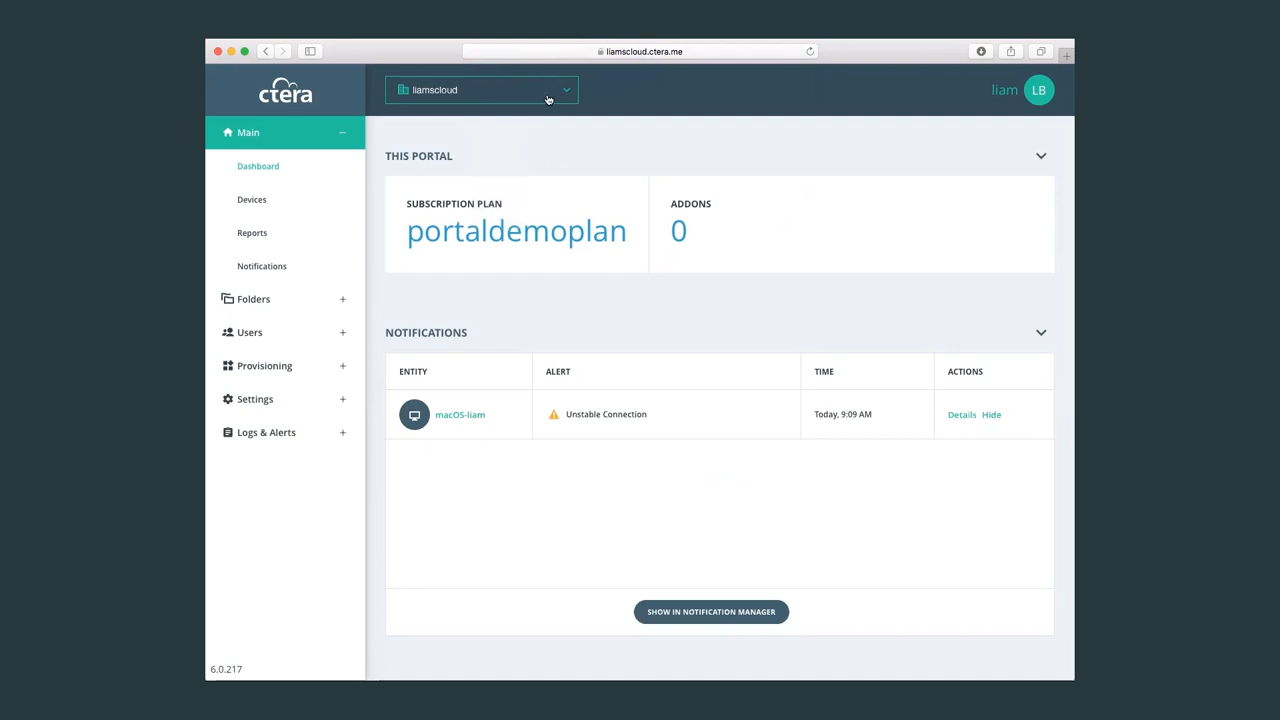 liamscloud.ctera.me
ctera
liamscloud
liam
LB
Main
Dashboard
Devices
Reports
Notifications
Folders
Users
Provisioning
Settings
Logs & Alerts
6.0.217
THIS PORTAL
SUBSCRIPTION PLAN
portaldemoplan
ADDONS
0
NOTIFICATIONS
ENTITY ALERT TIME ACTIONS
macOS-liam Unstable Connection Today, 9:09 AM Details Hide
SHOW IN NOTIFICATION MANAGER